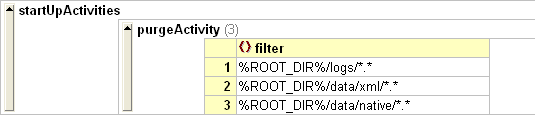 startUpActivities
purgeActivity (3)
{} filter
1 %ROOT_DIR%/logs/*.*
2 %ROOT_DIR%/data/xml/*.*
3 %ROOT_DIR%/data/native/*.*